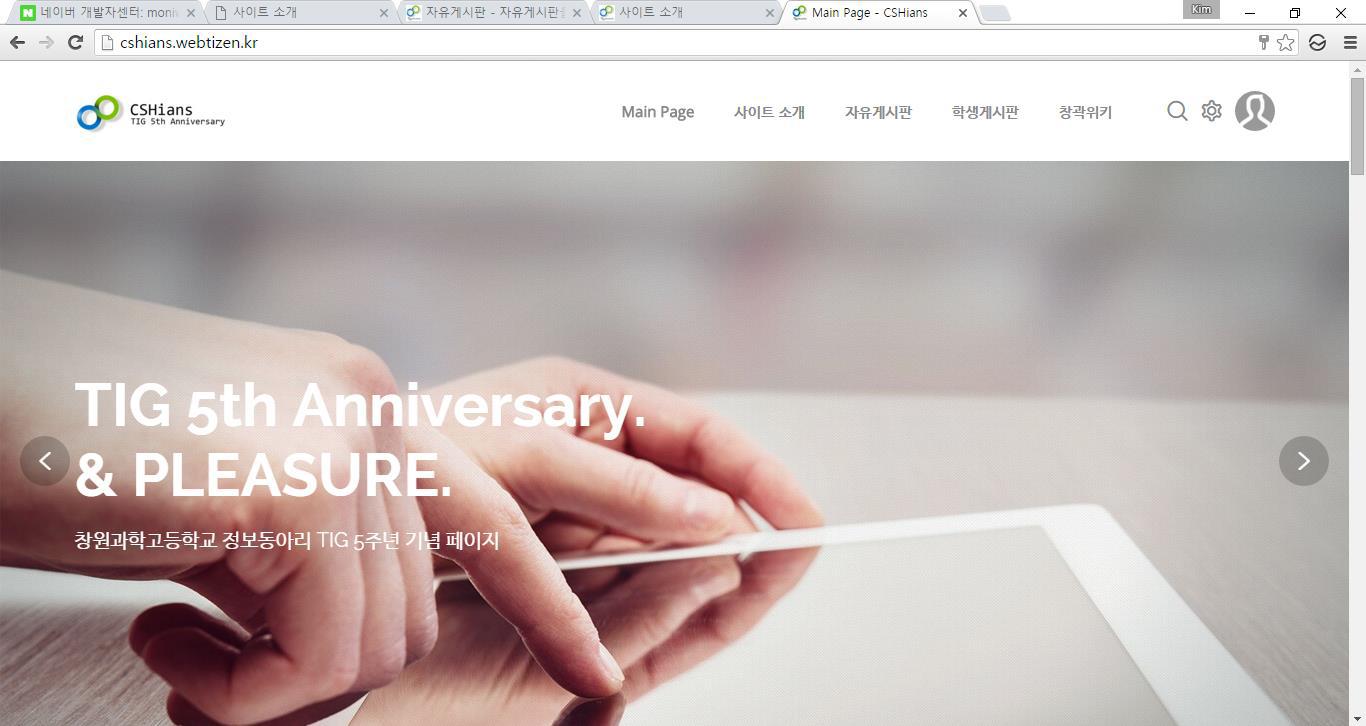 네이버 개발자센터: moni
사이트 소개
자유게시판 - 자유게시판을
사이트 소개
Main Page - CSHians
Kim
cshians.webtizen.kr
CSHians
TIG 5th Anniversary
Main Page
사이트 소개
자유게시판
학생게시판
창곽위키
TIG 5th Anniversary.
& PLEASURE.
창원과학고등학교 정보동아리 TIG 5주년 기념 페이지